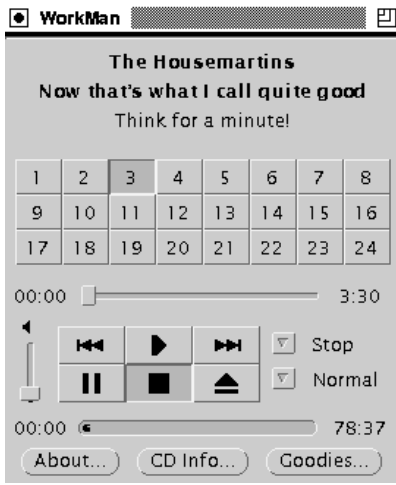 WorkMan
The Housemartins
Now that's what I call quite good
Think for a minute!
1 2 3 4 5 6 7 8
9 10 11 12 13 14 15 16
17 18 19 20 21 22 23 24
00:00 3:30
Stop
Normal
00:00 78:37
About... CD Info... Goodies...